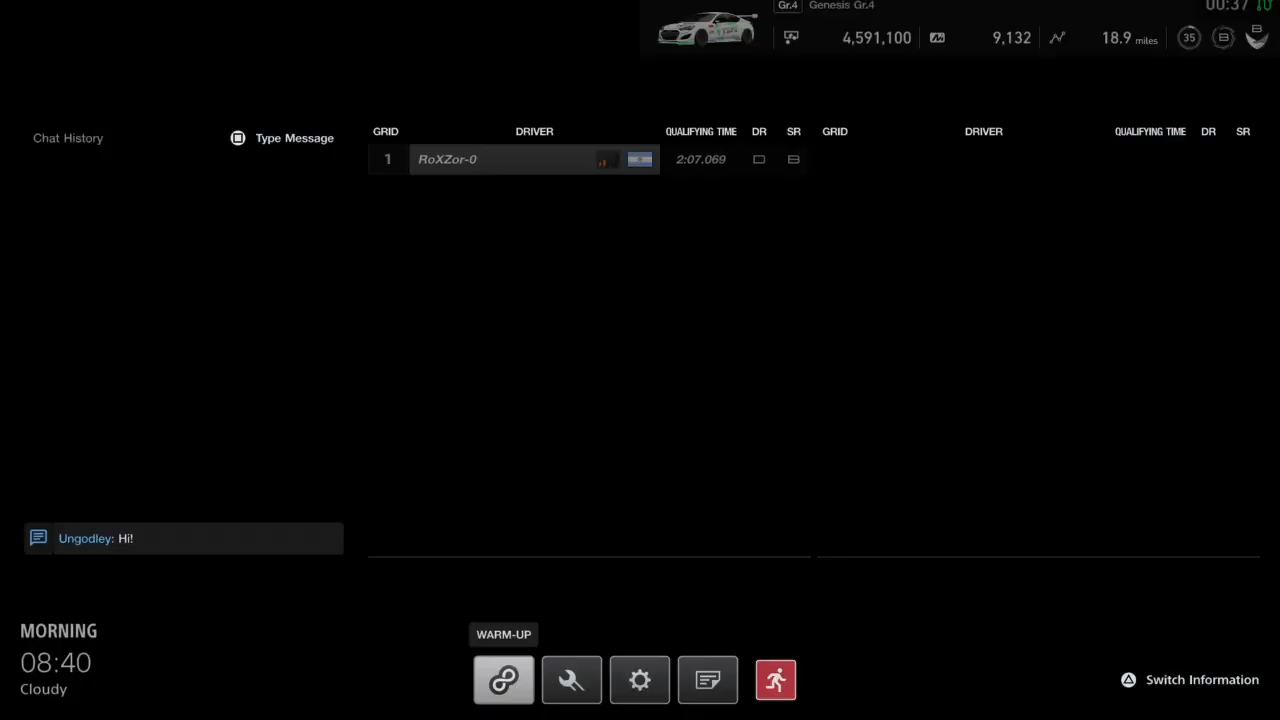 Gr.4 Genesis Gr.4
00:37
4,591,100 9,132 18.9 miles 35 B B
Chat History Type Message
GRID DRIVER QUALIFYING TIME DR SR GRID DRIVER QUALIFYING TIME DR SR
1 RoXZor-0 2:07.069 B
Ungodley: Hi!
MORNING
08:40
Cloudy
WARM-UP
Switch Information